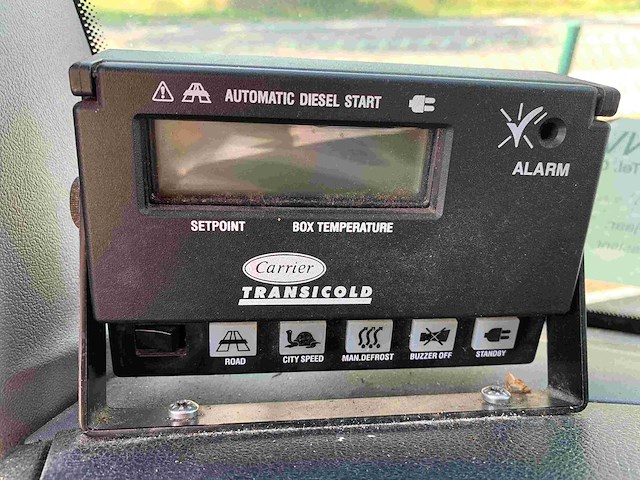 AUTOMATIC DIESEL START
ALARM
SETPOINT BOX TEMPERATURE
Carrier
TRANSICOLD
ROAD CITY SPEED MAN.DEFROST BUZZER OFF STANDBY